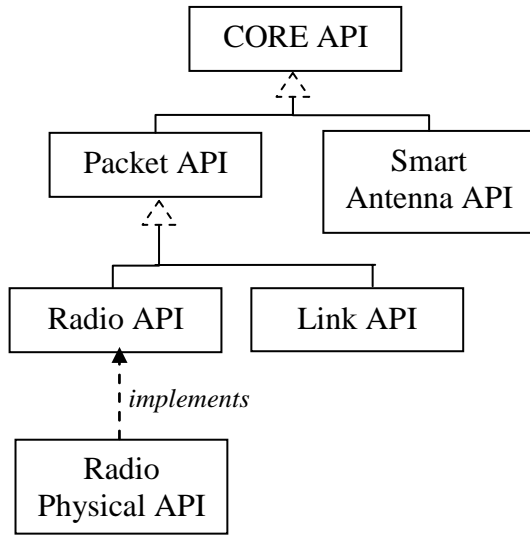 CORE API
Packet API
Smart
Antenna API
Radio API
Link API
implements
Radio
Physical API